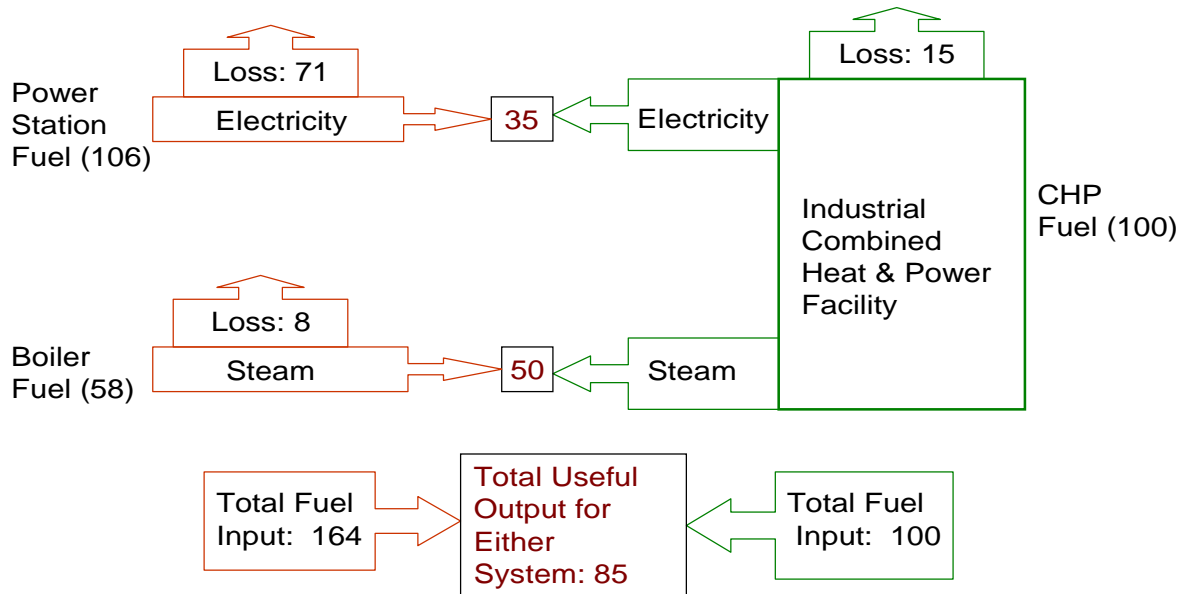 Loss: 71
Loss: 15
Power
Station
Fuel (106)
Electricity
35
Electricity
Industrial
Combined
Heat & Power
Facility
CHP
Fuel (100)
Loss: 8
Boiler
Fuel (58)
Steam
50
Steam
Total Fuel
Input: 164
Total Useful
Output for
Either
System: 85
Total Fuel
Input: 100